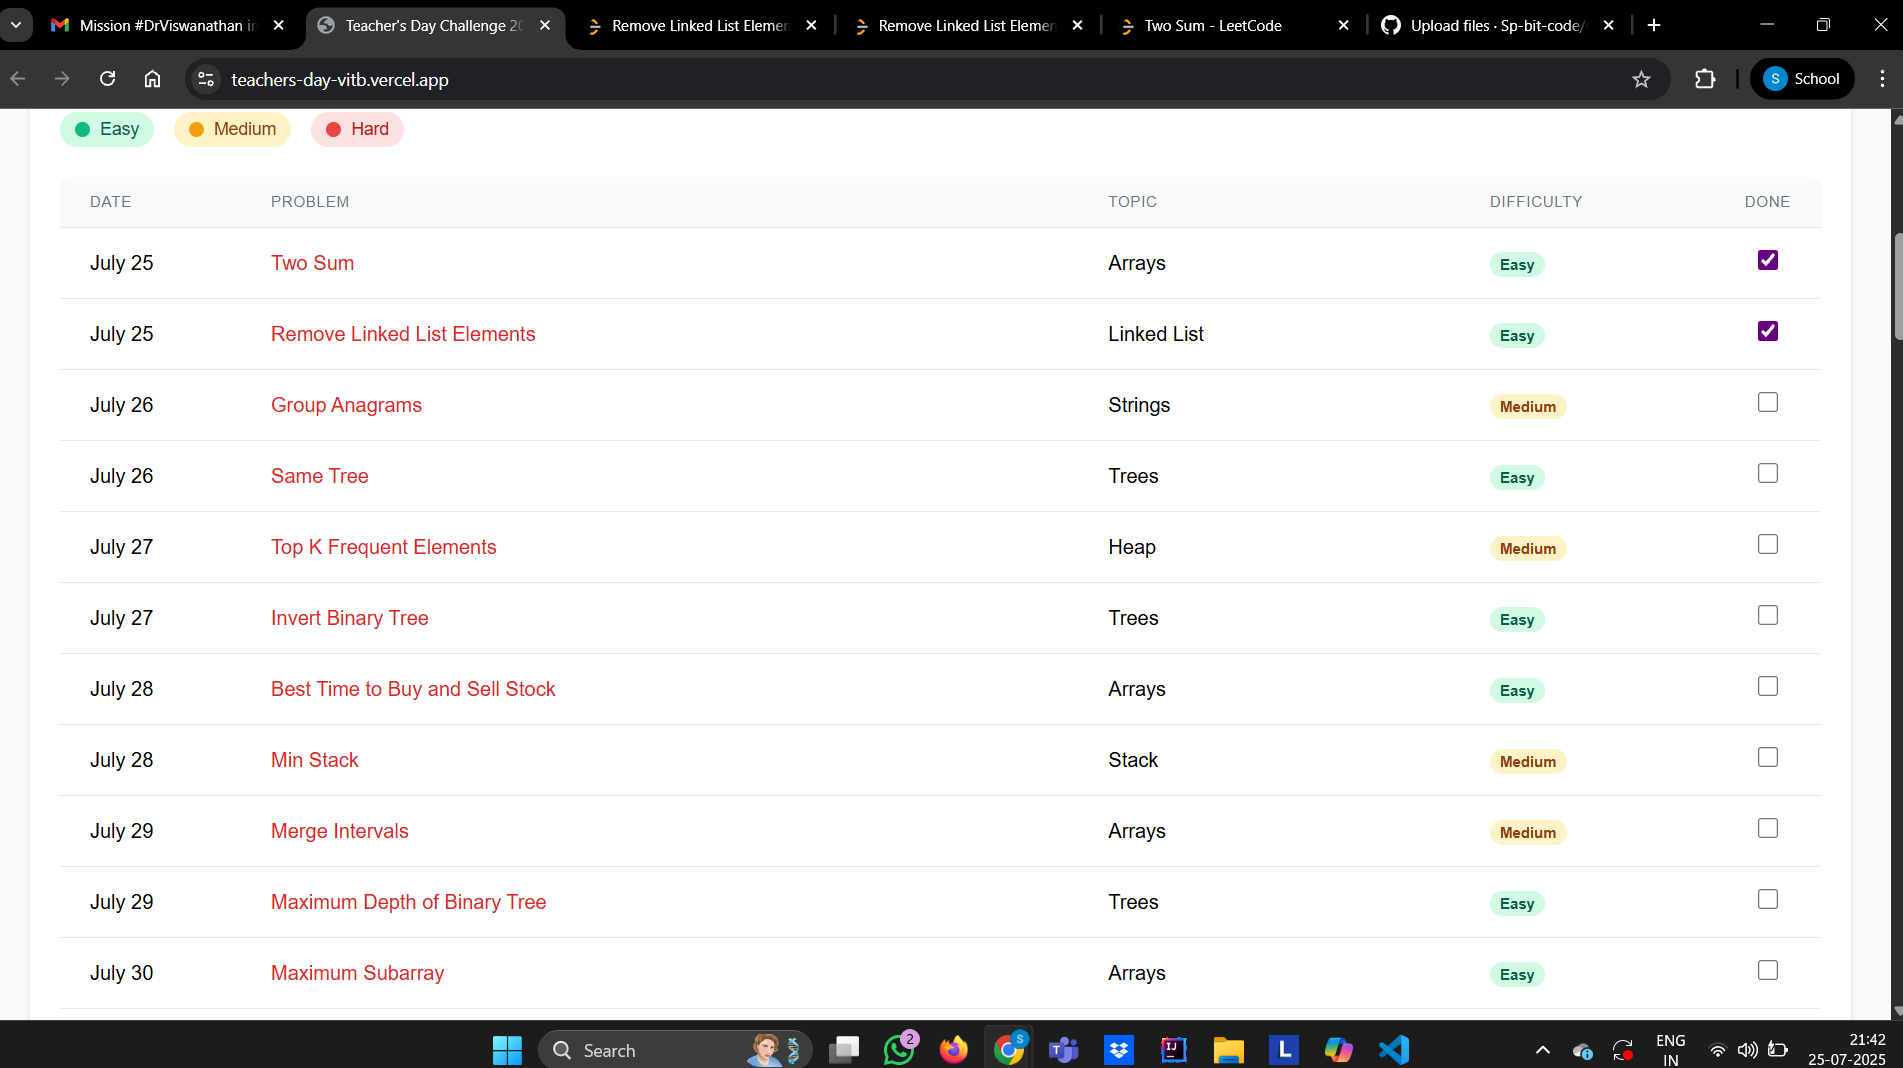 Mission #DrViswanathan in
Teacher's Day Challenge 20
Remove Linked List Elemen
Remove Linked List Elemen
Two Sum - LeetCode
Upload files · Sp-bit-code/
teachers-day-vitb.vercel.app
S School
Easy Medium Hard
DATE PROBLEM TOPIC DIFFICULTY DONE
July 25 Two Sum Arrays Easy
July 25 Remove Linked List Elements Linked List Easy
July 26 Group Anagrams Strings Medium
July 26 Same Tree Trees Easy
July 27 Top K Frequent Elements Heap Medium
July 27 Invert Binary Tree Trees Easy
July 28 Best Time to Buy and Sell Stock Arrays Easy
July 28 Min Stack Stack Medium
July 29 Merge Intervals Arrays Medium
July 29 Maximum Depth of Binary Tree Trees Easy
July 30 Maximum Subarray Arrays Easy
Search
2
S
T
IJ
L
ENG
IN
21:42
25-07-2025